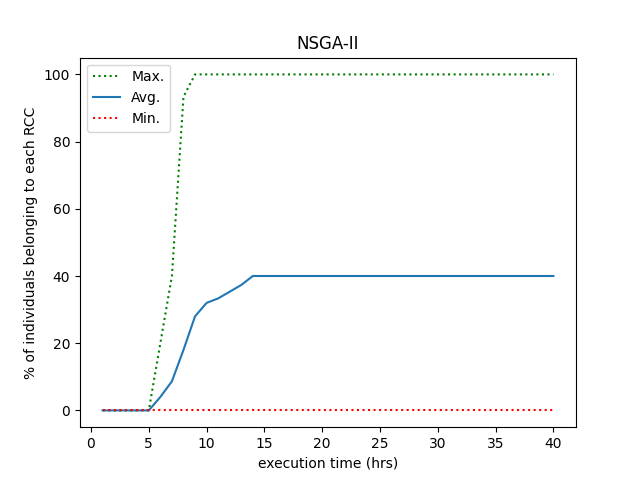 NSGA-II
Max.
Avg.
Min.
% of individuals belonging to each RCC
100
80
60
40
20
0
0 5 10 15 20 25 30 35 40
execution time (hrs)